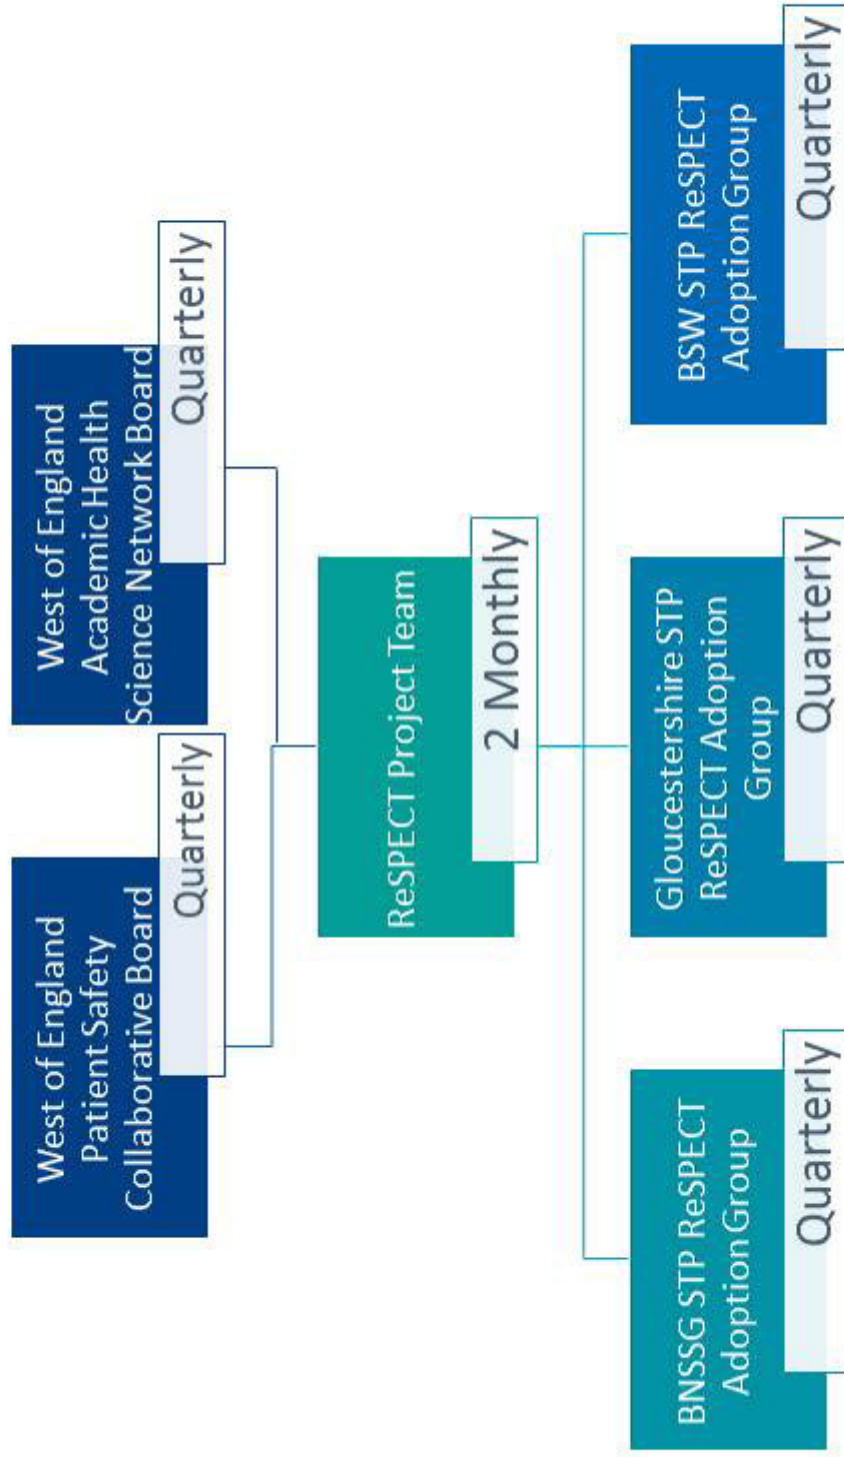 West of England
Patient Safety
Collaborative Board
Quarterly
West of England
Academic Health
Science Network Board
Quarterly
ReSPECT Project Team
2 Monthly
BNSSG STP ReSPECT
Adoption Group
Quarterly
Gloucestershire STP
ReSPECT Adoption
Group
Quarterly
BSW STP ReSPECT
Adoption Group
Quarterly